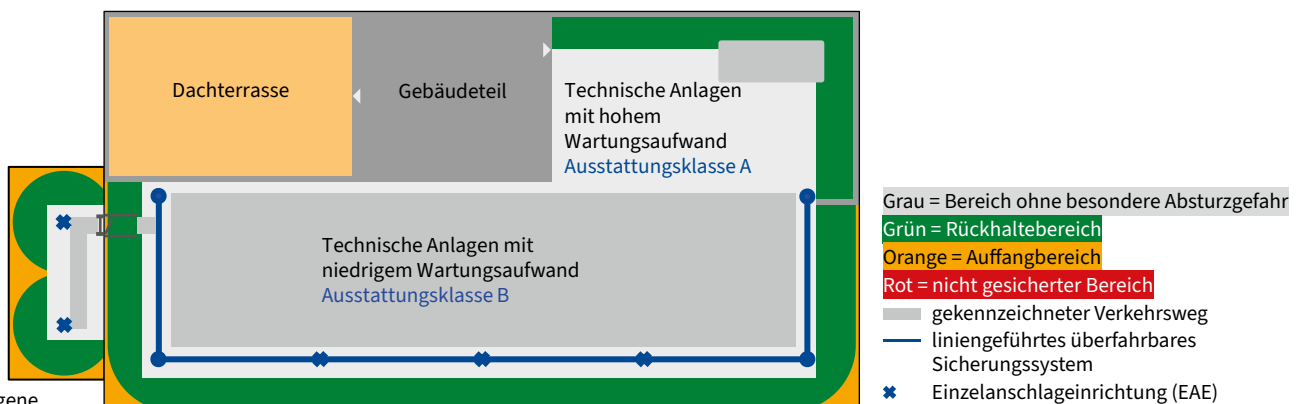 Dachterrasse
Gebäudeteil
Technische Anlagen
mit hohem
Wartungsaufwand
Ausstattungsklasse A
Technische Anlagen mit
niedrigem Wartungsaufwand
Ausstattungsklasse B
Grau = Bereich ohne besondere Absturzgefahr
Grün = Rückhaltebereich
Orange = Auffangbereich
Rot = nicht gesicherter Bereich
gekennzeichneter Verkehrsweg
liniengeführtes überfahrbares
Sicherungssystem
Einzelanschlageinrichtung (EAE)
gene